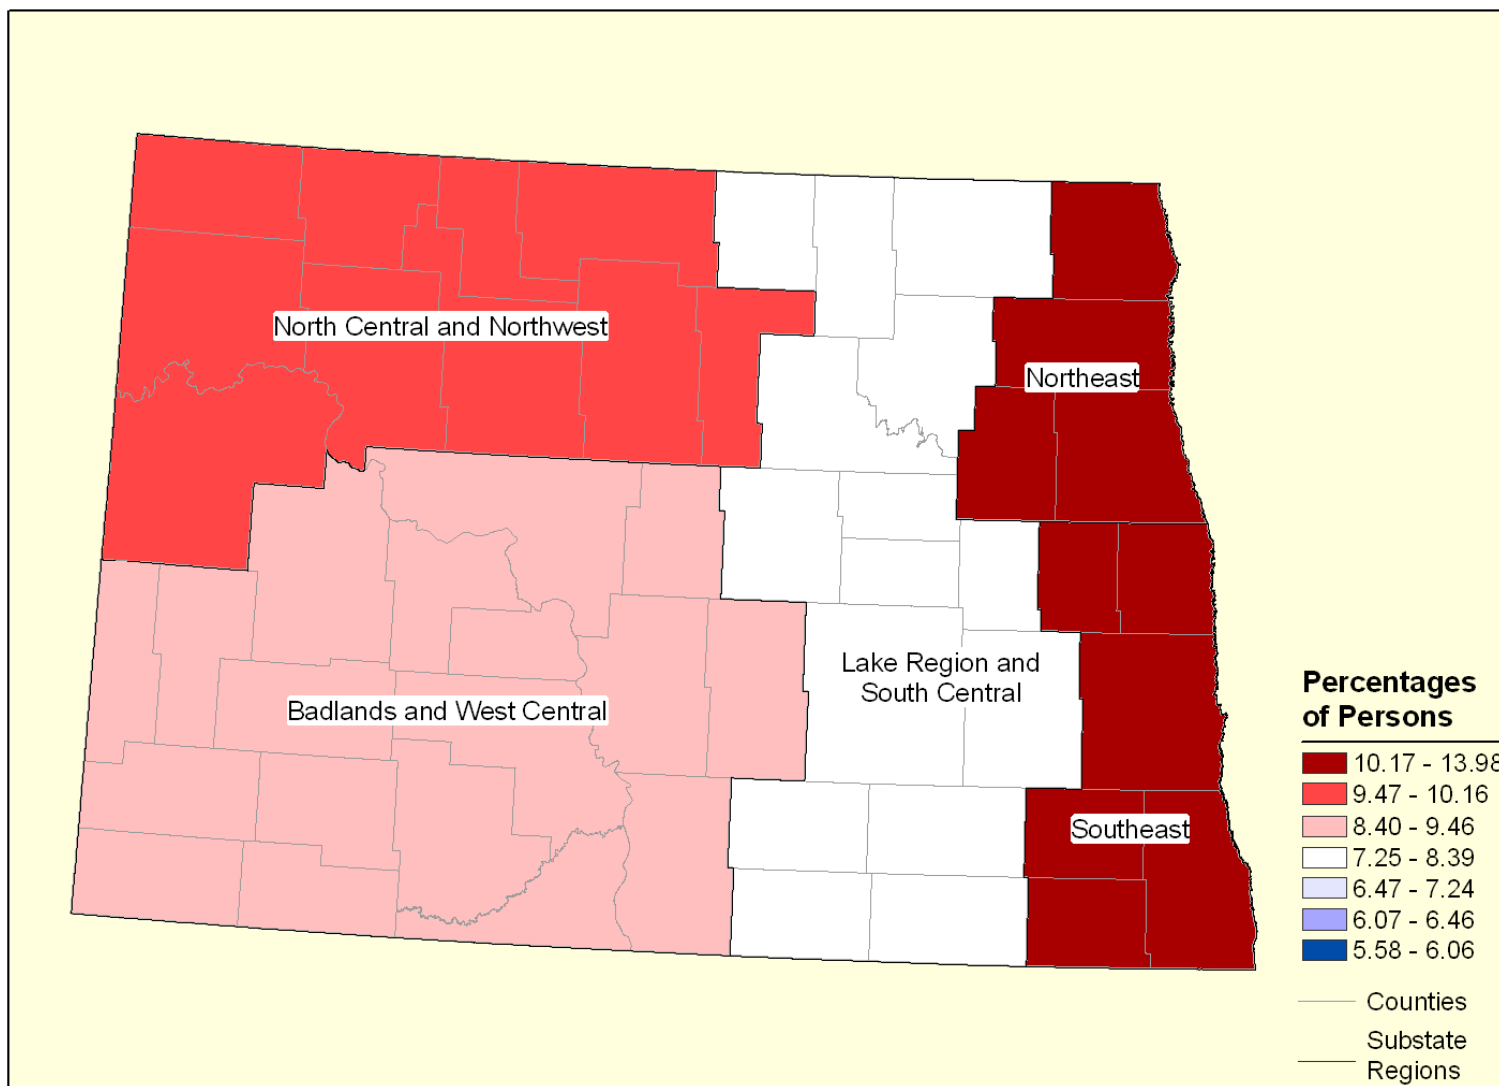 North Central and Northwest
Northeast
Lake Region and
South Central
Badlands and West Central
Southeast
Percentages
of Persons
10.17 - 13.98
9.47 - 10.16
8.40 - 9.46
7.25 - 8.39
6.47 - 7.24
6.07 - 6.46
5.58 - 6.06
Counties
Substate
Regions